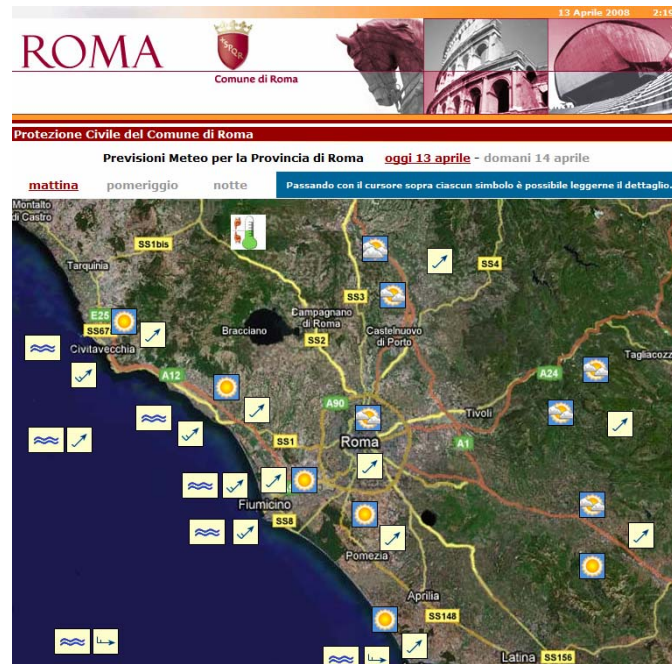 13 Aprile 2008
ROMA
SPQR
Comune di Roma
Protezione Civile del Comune di Roma
Previsioni Meteo per la Provincia di Roma oggi 13 aprile - domani 14 aprile
mattina pomeriggio notte Passando con il cursore sopra ciascun simbolo è possibile leggerne il dettaglio.
Montalto
di Castro
SS1bis
Tarquinia
SS4
SS3
E25
SS67
Campagnano
di Roma
Bracciano
SS2
Castelnuovo
di Porto
Civitavecchia
Tagliacozz
A12
A24
A90
Tivoli
SS1
Roma
A1
Fiumicino
SS8
Pomezia
Aprilia
SS148
Latina
SS156